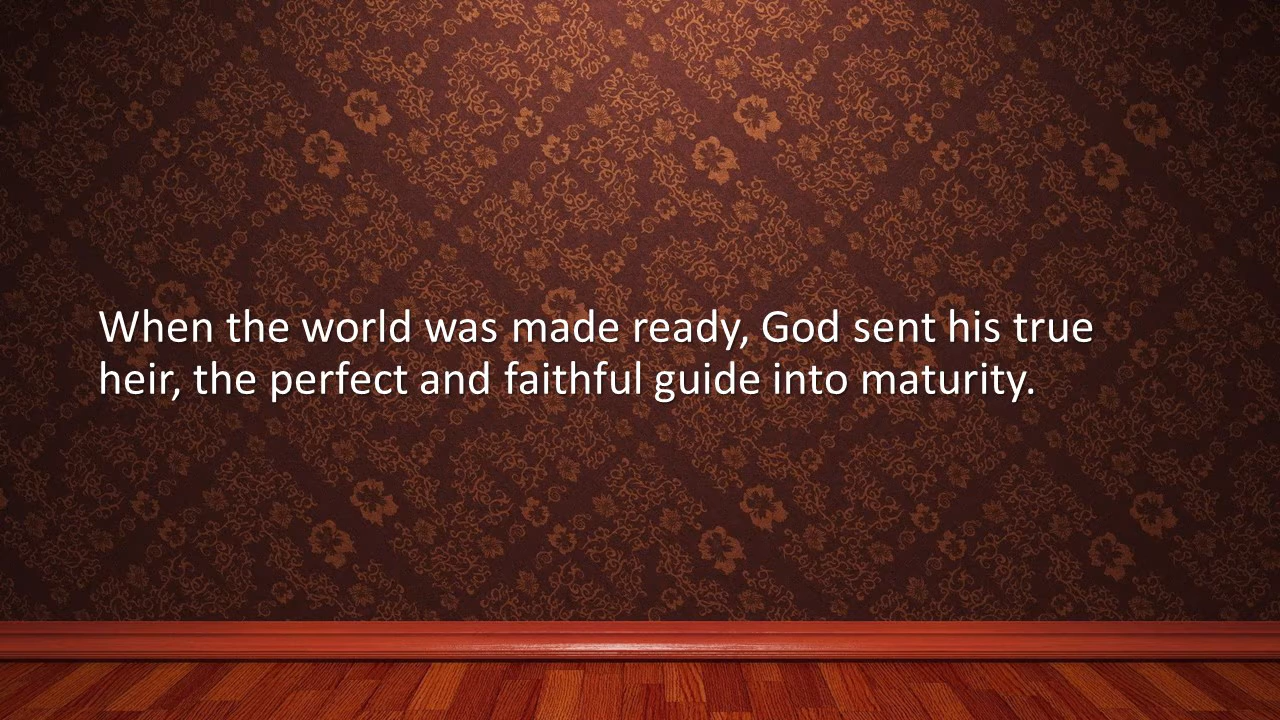 When the world was made ready, God sent his true
heir, the perfect and faithful guide into maturity.